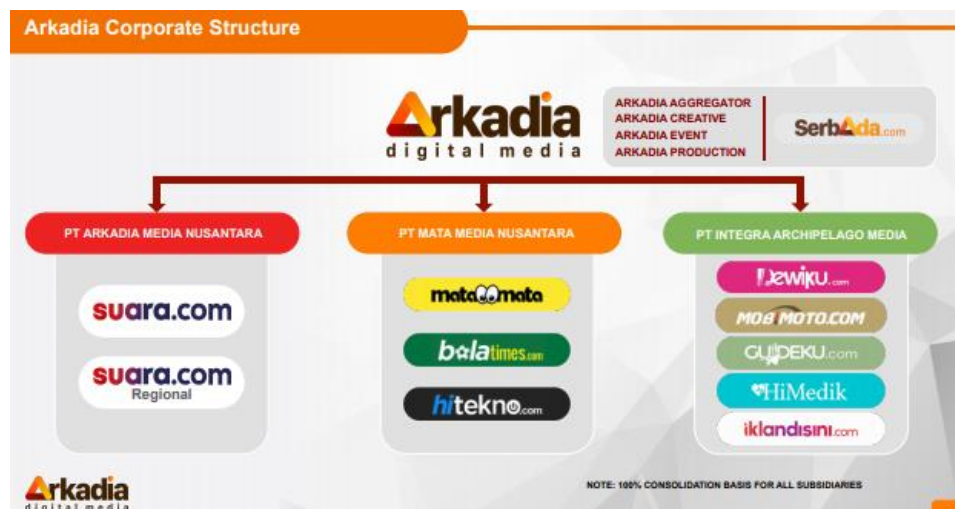 Arkadia Corporate Structure
Arkadia
digital media
ARKADIA AGGREGATOR
ARKADIA CREATIVE
ARKADIA EVENT
ARKADIA PRODUCTION
SerbAda.com
PT ARKADIA MEDIA NUSANTARA
suara.com
suara.com
Regional
PT MATA MEDIA NUSANTARA
matamata
bolatimes.com
hitekno.com
PT INTEGRA ARCHIPELAGO MEDIA
Dewiku.com
MOBIMOTO.COM
GUIDEKU.com
HiMedik
iklandisini.com
Arkadia
digital media
NOTE: 100% CONSOLIDATION BASIS FOR ALL SUBSIDIARIES